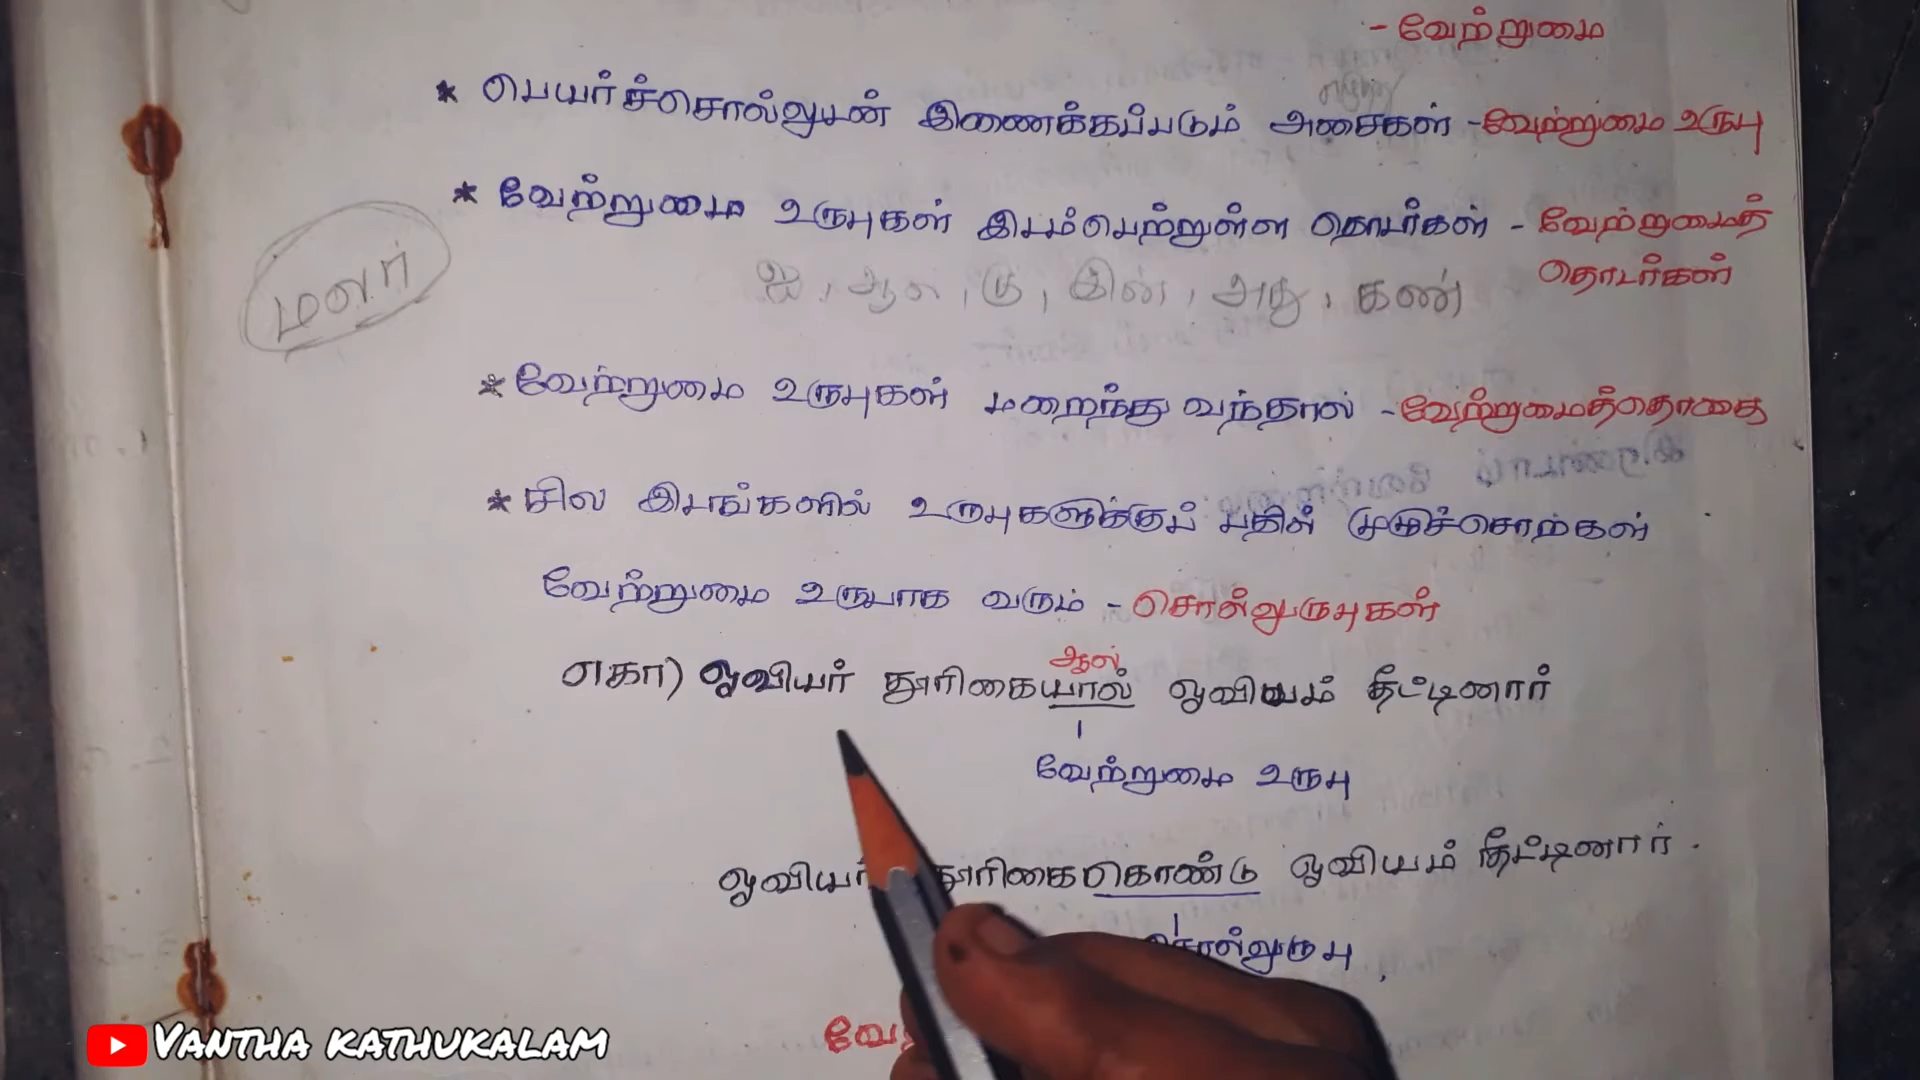 - வேற்றுமை
* பெயர்ச்சொல்லுடன் இணைக்கப்படும் அசைகள் - வேற்றுமை உருபு
* வேற்றுமை உருபுகள் இடம்பெற்றுள்ள தொடர்கள் - வேற்றுமைத்
தொடர்கள்
ஐ, ஆல், கு, இன், அது, கண்
மலர்
* வேற்றுமை உருபுகள் மறைந்து வந்தால் - வேற்றுமைத்தொகை
* சில இடங்களில் உருபுகளுக்குப் பதில் முழுச்சொற்கள்
வேற்றுமை உருபாக வரும் - சொல்லுருபுகள்
ஆல்
எகா) ஓவியர் தூரிகையால் ஓவியம் தீட்டினார்
வேற்றுமை உருபு
ஓவியர் தூரிகைகொண்டு ஓவியம் தீட்டினார்.
சொல்லுருபு
VANTHA KATHUKALAM